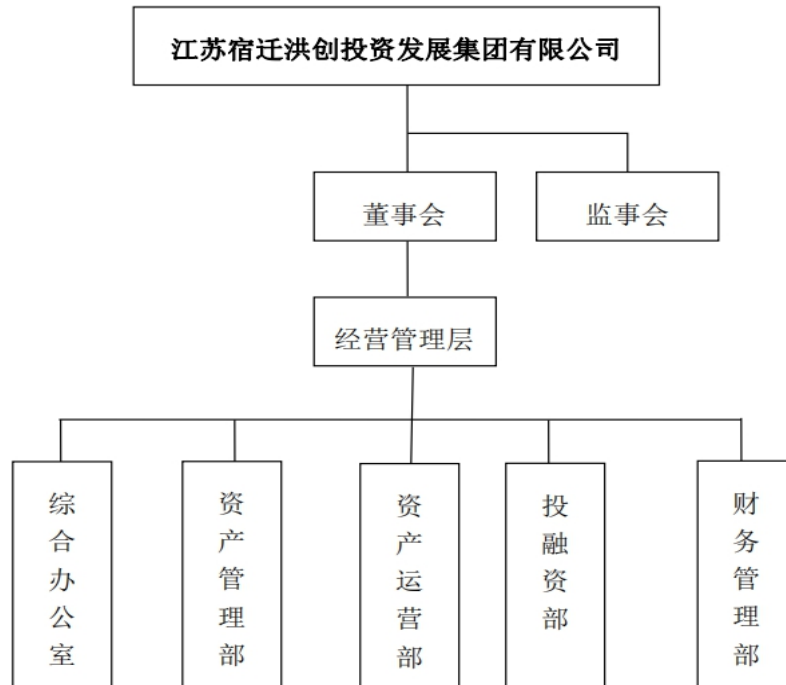 江苏宿迁洪创投资发展集团有限公司
董事会
监事会
经营管理层
综合办公室
资产管理部
资产运营部
投融资部
财务管理部